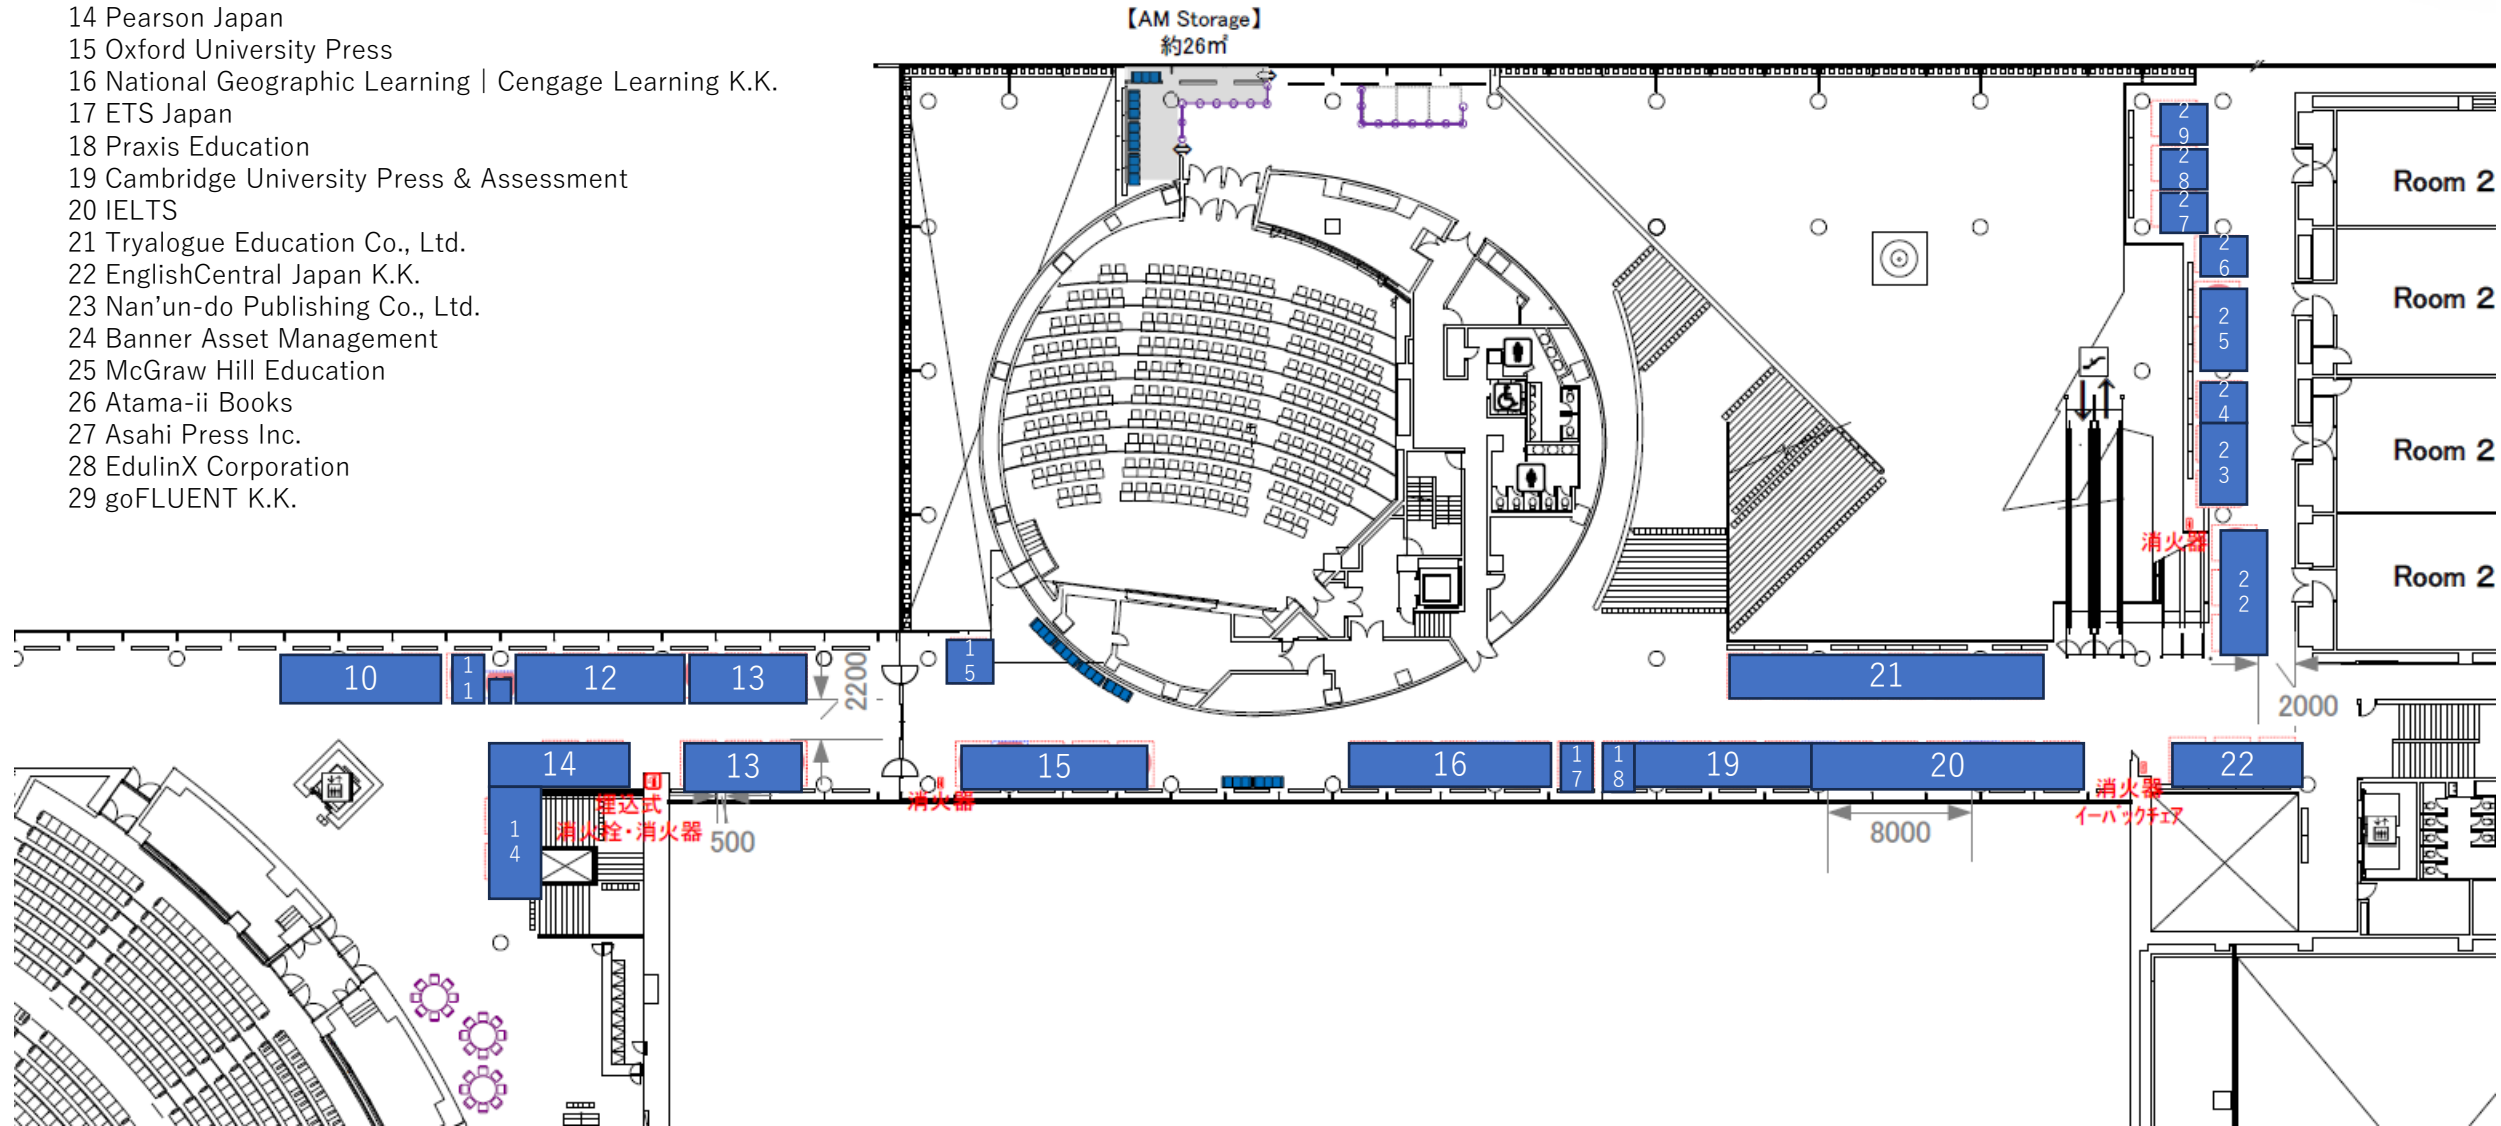 14 Pearson Japan
15 Oxford University Press
16 National Geographic Learning | Cengage Learning K.K.
17 ETS Japan
18 Praxis Education
19 Cambridge University Press & Assessment
20 IELTS
21 Tryalogue Education Co., Ltd.
22 EnglishCentral Japan K.K.
23 Nan'un-do Publishing Co., Ltd.
24 Banner Asset Management
25 McGraw Hill Education
26 Atama-ii Books
27 Asahi Press Inc.
28 EdulinX Corporation
29 goFLUENT K.K.
【AM Storage】
約26㎡
29
28
27
26
25
24
23
22
Room 2
Room 2
Room 2
Room 2
消火器
10
11
12
13
2200
15
21
2000
14
13
15
16
17
18
19
20
22
14
埋込式
消火栓・消火器
500
消火器
8000
消火器
イーバックチェア